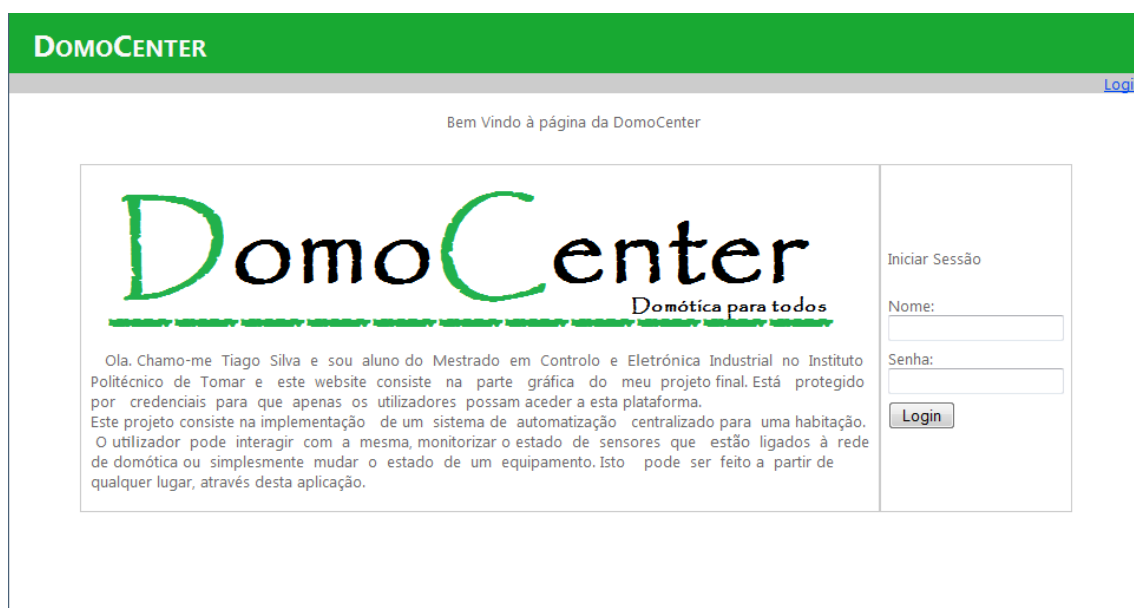 DomoCenter
Logi
Bem Vindo à página da DomoCenter
DomoCenter
Domótica para todos
Ola. Chamo-me Tiago Silva e sou aluno do Mestrado em Controlo e Eletrónica Industrial no Instituto
Politécnico de Tomar e este website consiste na parte gráfica do meu projeto final. Está protegido
por credenciais para que apenas os utilizadores possam aceder a esta plataforma.
Este projeto consiste na implementação de um sistema de automatização centralizado para uma habitação.
O utilizador pode interagir com a mesma, monitorizar o estado de sensores que estão ligados à rede
de domótica ou simplesmente mudar o estado de um equipamento. Isto pode ser feito a partir de
qualquer lugar, através desta aplicação.
Iniciar Sessão
Nome:
Senha:
Login